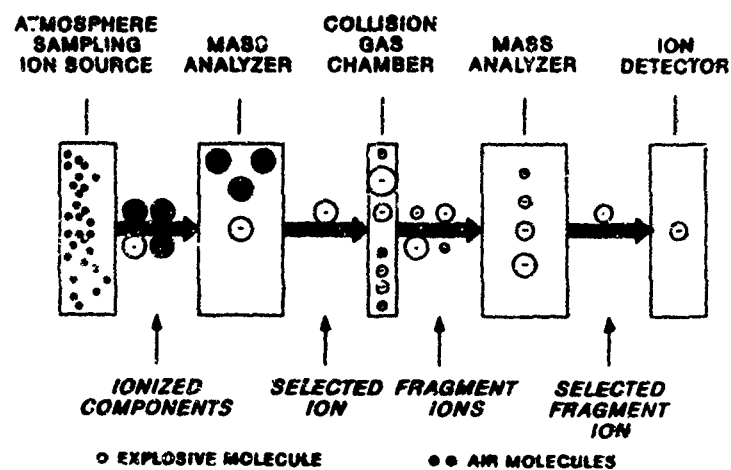 ATMOSPHERE
SAMPLING
ION SOURCE
MASS
ANALYZER
COLLISION
GAS
CHAMBER
MASS
ANALYZER
ION
DETECTOR
IONIZED
COMPONENTS
SELECTED
ION
FRAGMENT
IONS
SELECTED
FRAGMENT
ION
EXPLOSIVE MOLECULE
AIR MOLECULES